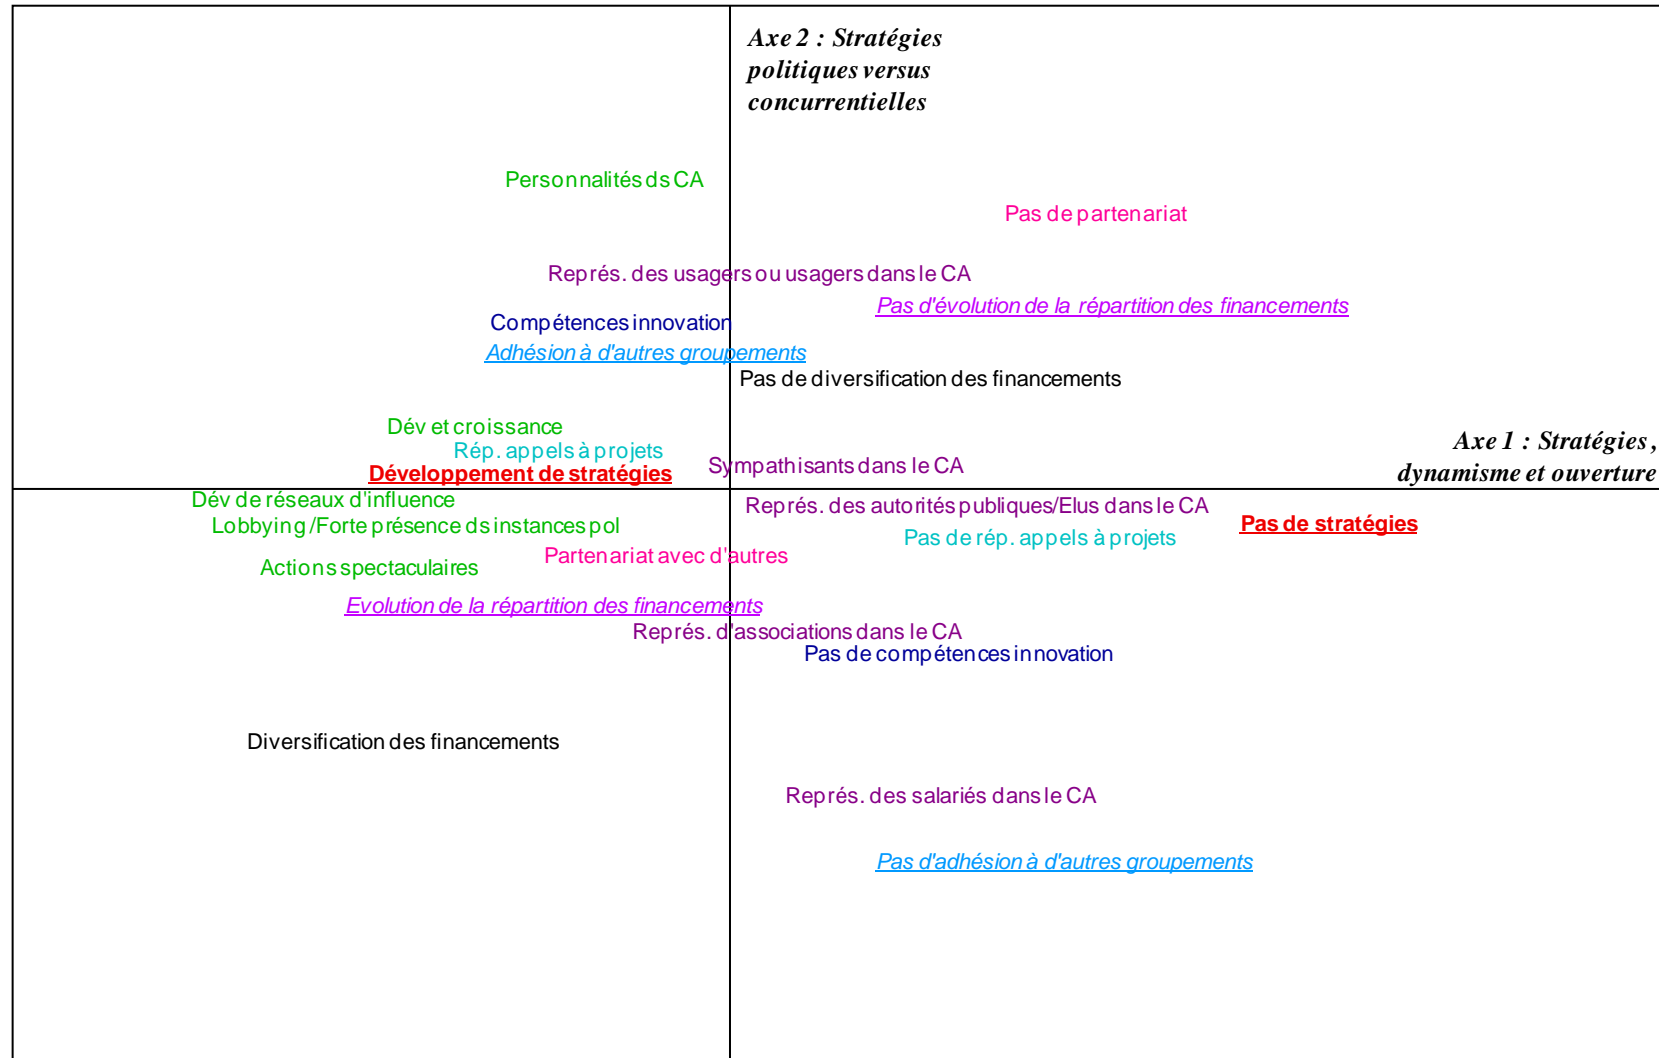 Axe 2 : Stratégies
politiques versus
concurrentielles
Personnalités ds CA
Pas de partenariat
Représ. des usagers ou usagers dans le CA
Pas d'évolution de la répartition des financements
Compétences innovation
Adhésion à d'autres groupements
Pas de diversification des financements
Dév et croissance
Rép. appels à projets
Développement de stratégies
Sympathisants dans le CA
Axe 1 : Stratégies,
dynamisme et ouverture
Dév de réseaux d'influence
Représ. des autorités publiques/Elus dans le CA
Lobbying /Forte présence ds instances pol
Pas de stratégies
Pas de rép. appels à projets
Partenariat avec d'autres
Actions spectaculaires
Evolution de la répartition des financements
Représ. d'associations dans le CA
Pas de compétences innovation
Diversification des financements
Représ. des salariés dans le CA
Pas d'adhésion à d'autres groupements